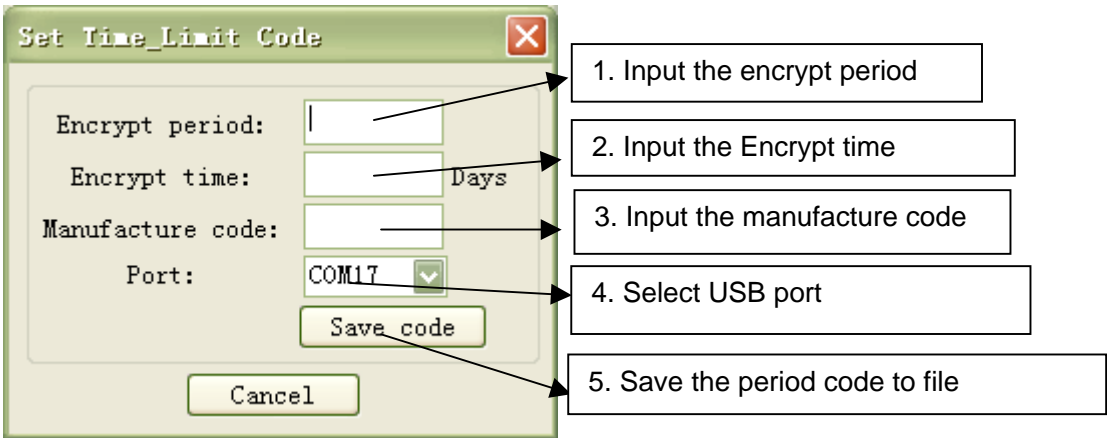 Set Time_Limit Code
1. Input the encrypt period
Encrypt period:
2. Input the Encrypt time
Encrypt time:
Days
3. Input the manufacture code
Manufacture code:
Port:
COM17
4. Select USB port
Save code
5. Save the period code to file
Cancel